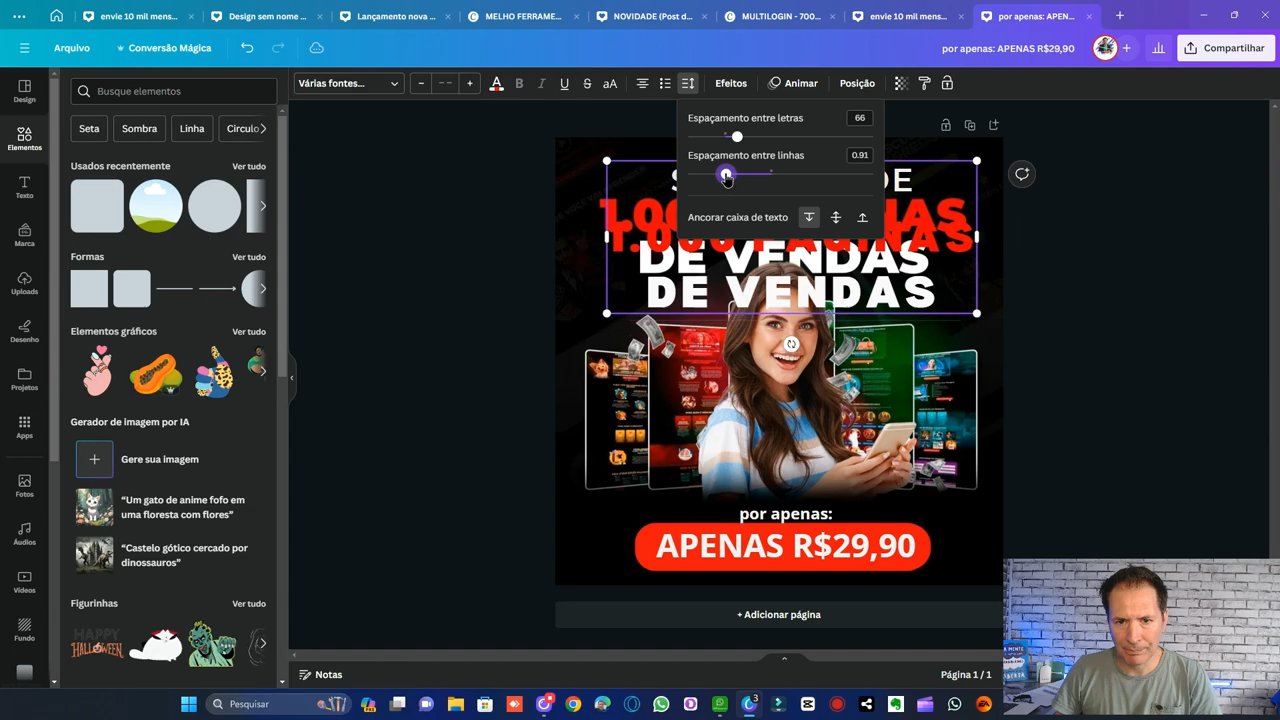 envie 10 mil mens...
Design sem nome ...
Lançamento nova ...
MELHO FERRAME...
NOVIDADE (Post d...
MULTILOGIN - 700...
envie 10 mil mens...
por apenas: APEN...
Arquivo
Conversão Mágica
por apenas: APENAS R$29,90
Compartilhar
Design
Elementos
Texto
Marca
Uploads
Desenho
Projetos
Apps
Fotos
Áudios
Vídeos
Fundo
Busque elementos
Seta
Sombra
Linha
Circulo
Usados recentemente
Ver tudo
Formas
Ver tudo
Elementos gráficos
Ver tudo
Gerador de imagem por IA
Gere sua imagem
“Um gato de anime fofo em
uma floresta com flores”
“Castelo gótico cercado por
dinossauros”
Figurinhas
Ver tudo
HAPPY
HALLOWEEN
Várias fontes...
– -- +
A B I U S aA
Efeitos
Animar
Posição
Espaçamento entre letras
66
Espaçamento entre linhas
0.91
Ancorar caixa de texto
DE
1.000 PÁGINAS
DE VENDAS
DE VENDAS
por apenas:
APENAS R$29,90
+ Adicionar página
Notas
Página 1 / 1
Pesquisar